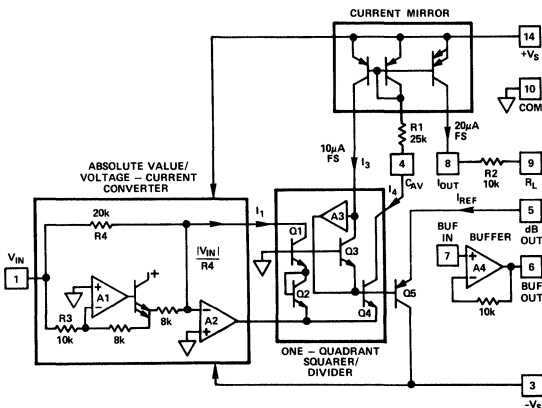 CURRENT MIRROR
14
+VS
10
COM
R1
25k
10μA
FS
20μA
FS
I3
4
CAV
I4
8
IOUT
R2
10k
9
RL
ABSOLUTE VALUE/
VOLTAGE – CURRENT
CONVERTER
20k
R4
I1
|VIN|
R4
VIN
1
A1
+
R3
10k
8k
8k
A2
A3
Q1
Q2
Q3
Q4
Q5
IREF
5
dB
OUT
BUF
IN
BUFFER
7
A4
6
BUF
OUT
10k
ONE – QUADRANT
SQUARER/
DIVIDER
3
–VS